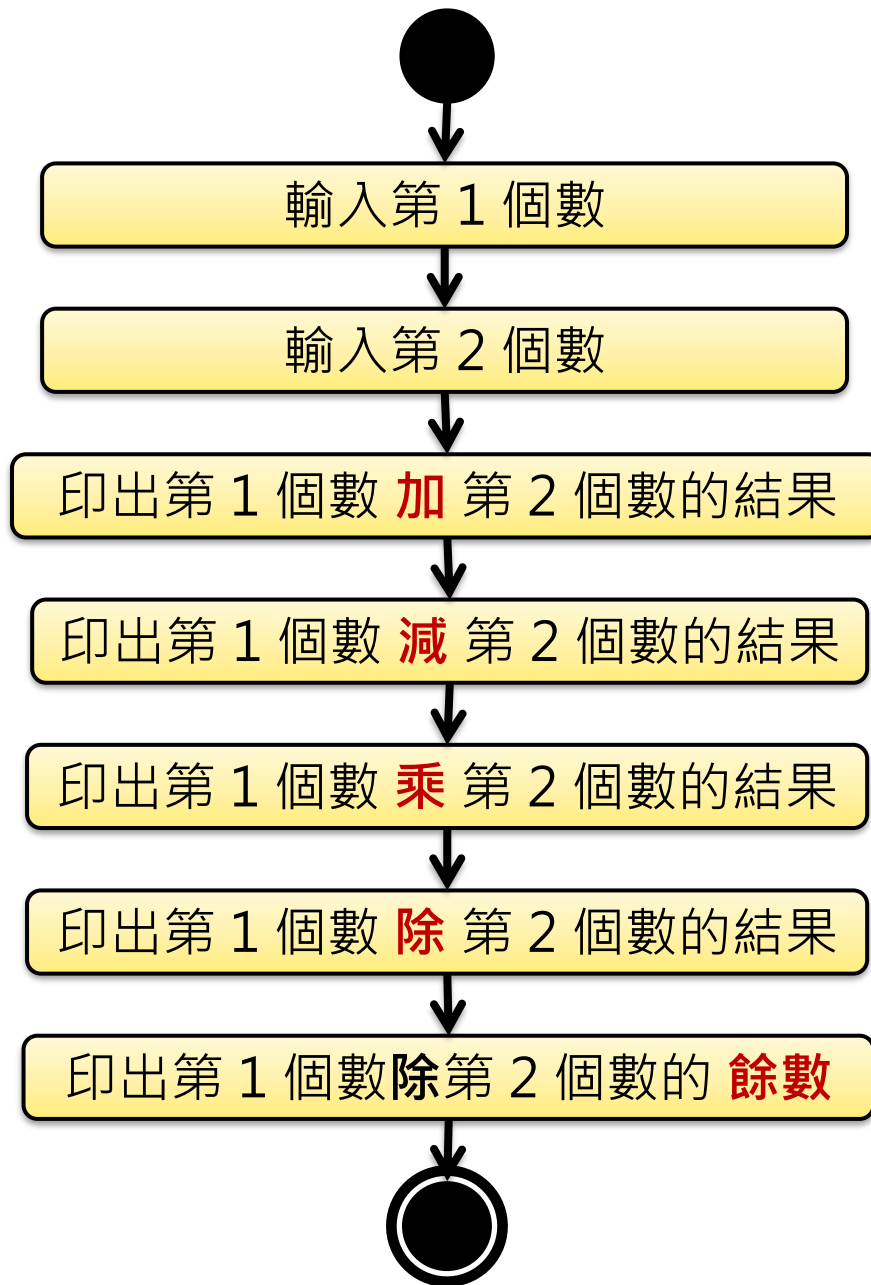 輸入第 1 個數
輸入第 2 個數
印出第 1 個數 加 第 2 個數的結果
印出第 1 個數 減 第 2 個數的結果
印出第 1 個數 乘 第 2 個數的結果
印出第 1 個數 除 第 2 個數的結果
印出第 1 個數除第 2 個數的 餘數